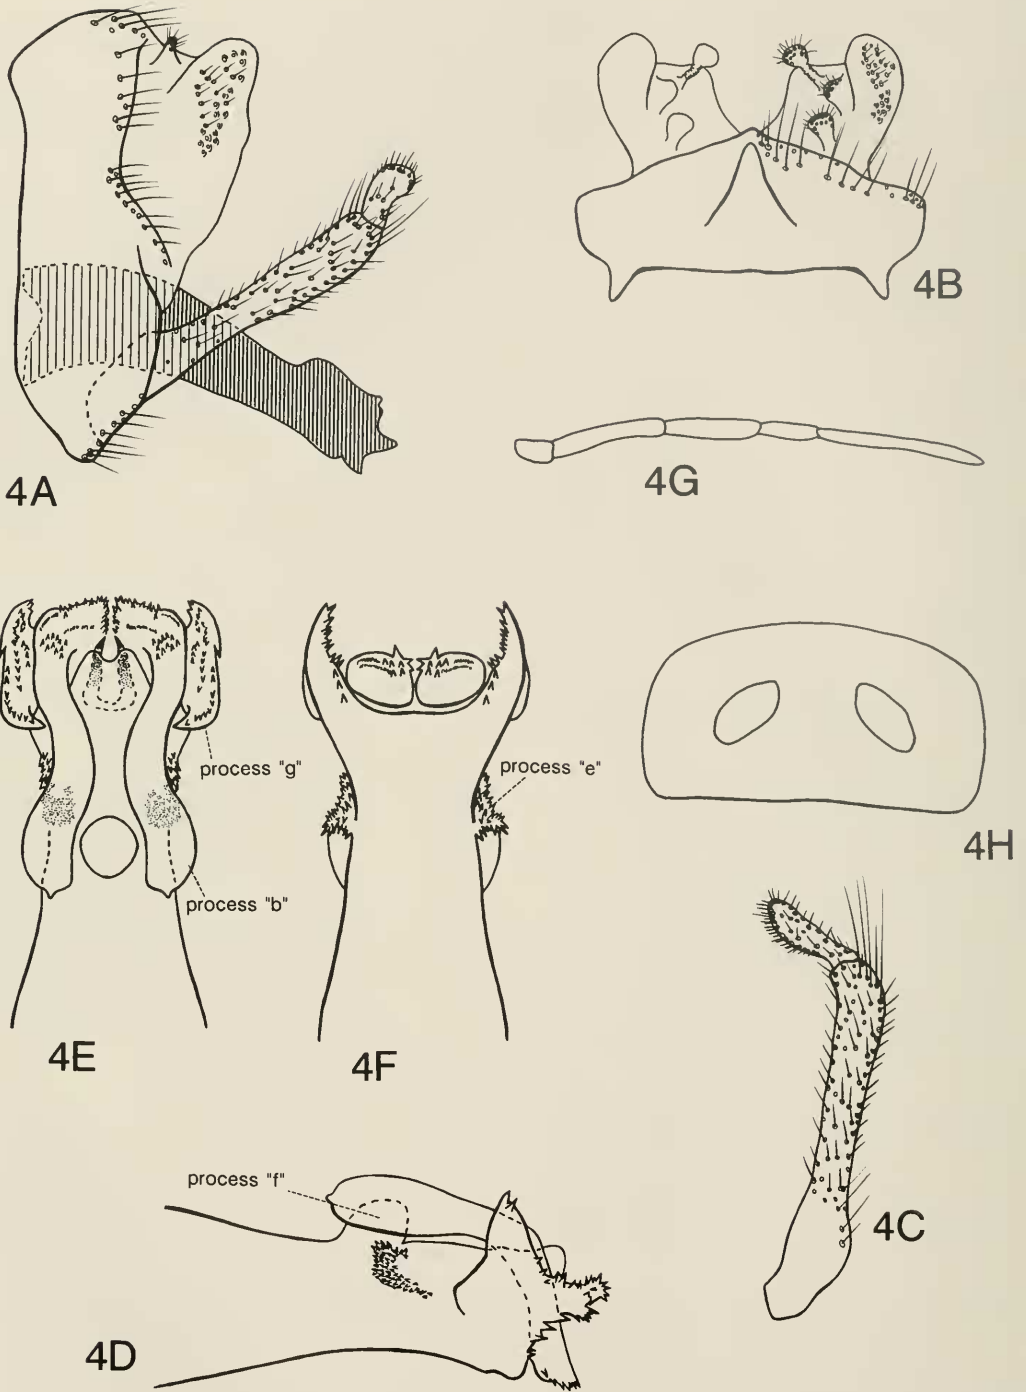 4A
4B
4G
process "g"
process "b"
4E
process "e"
4F
4H
4C
process "f"
4D